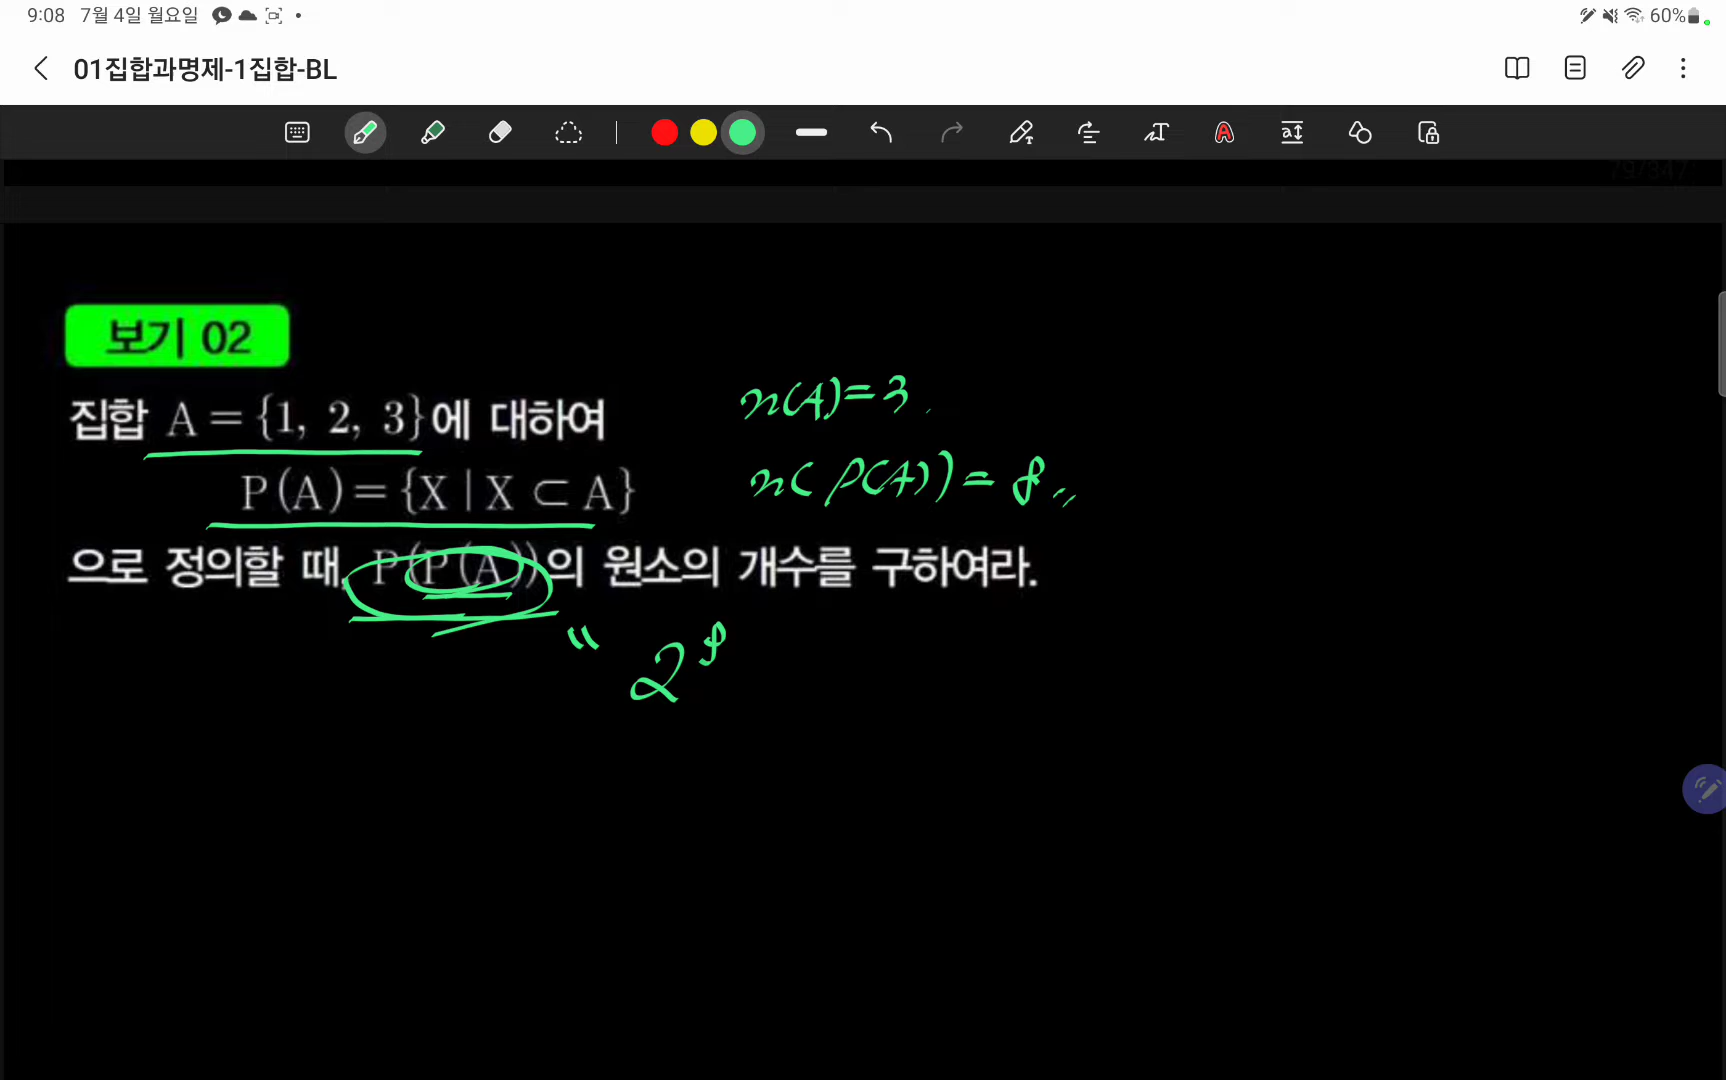 9:08 7월 4일 월요일 60%
01집합과명제-1집합-BL
79/347
보기 02
집합 A = {1, 2, 3}에 대하여
n(A)=3
P(A) = {X | X ⊂ A}
n(P(A)) = 8
으로 정의할 때, P(P(A))의 원소의 개수를 구하여라.
2⁸